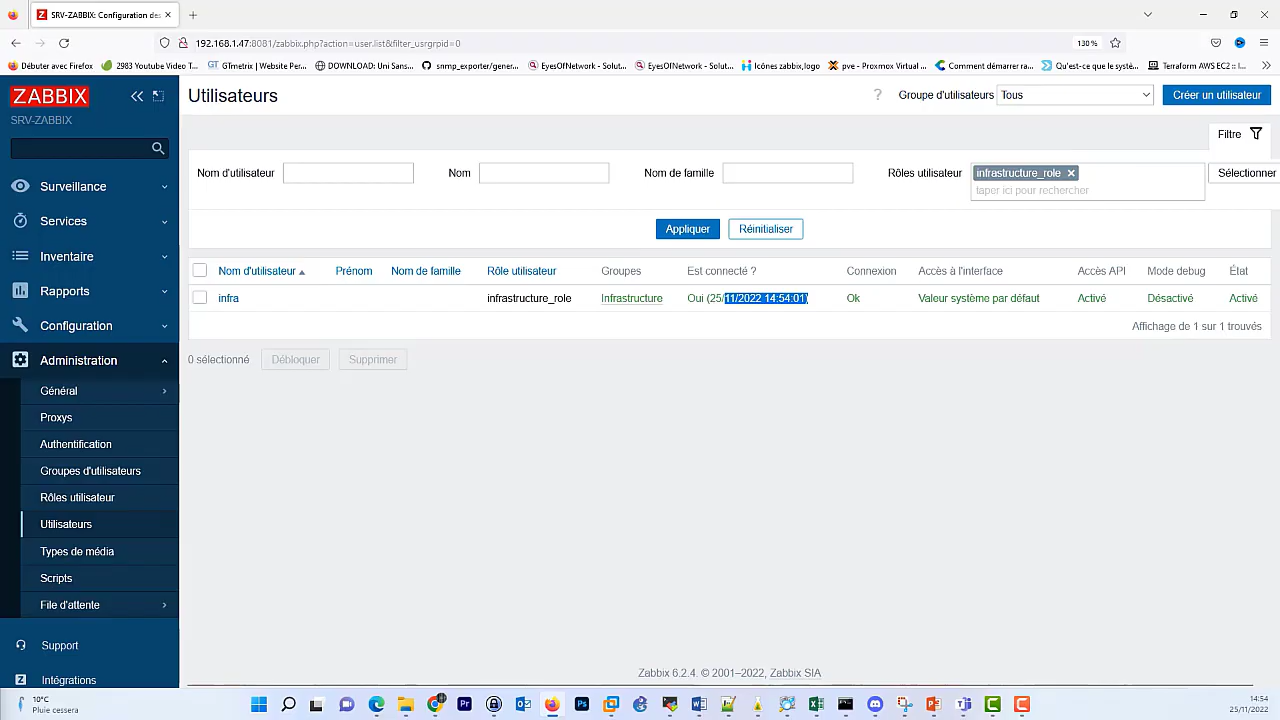 SRV-ZABBIX: Configuration des
192.168.1.47:8081/zabbix.php?action=user.list&filter_usrgrpid=0
130 %
Débuter avec Firefox
2983 Youtube Video T...
GTmetrix | Website Per...
DOWNLOAD: Uni Sans...
snmp_exporter/gener...
EyesOfNetwork - Solut...
EyesOfNetwork - Solut...
Icônes zabbix,logo
pve - Proxmox Virtual ...
Comment démarrer ra...
Qu'est-ce que le systè...
Terraform AWS EC2 :: l...
ZABBIX
SRV-ZABBIX
Surveillance
Services
Inventaire
Rapports
Configuration
Administration
Général
Proxys
Authentification
Groupes d'utilisateurs
Rôles utilisateur
Utilisateurs
Types de média
Scripts
File d'attente
Support
Intégrations
Utilisateurs
? Groupe d'utilisateurs Tous Créer un utilisateur
Filtre
Nom d'utilisateur Nom Nom de famille Rôles utilisateur infrastructure_role Sélectionner
taper ici pour rechercher
Appliquer Réinitialiser
Nom d'utilisateur Prénom Nom de famille Rôle utilisateur Groupes Est connecté ? Connexion Accès à l'interface Accès API Mode debug État
infra infrastructure_role Infrastructure Oui (25/11/2022 14:54:01) Ok Valeur système par défaut Activé Désactivé Activé
Affichage de 1 sur 1 trouvés
0 sélectionné Débloquer Supprimer
Zabbix 6.2.4. © 2001–2022, Zabbix SIA
10°C
Pluie cessera
14:54
25/11/2022